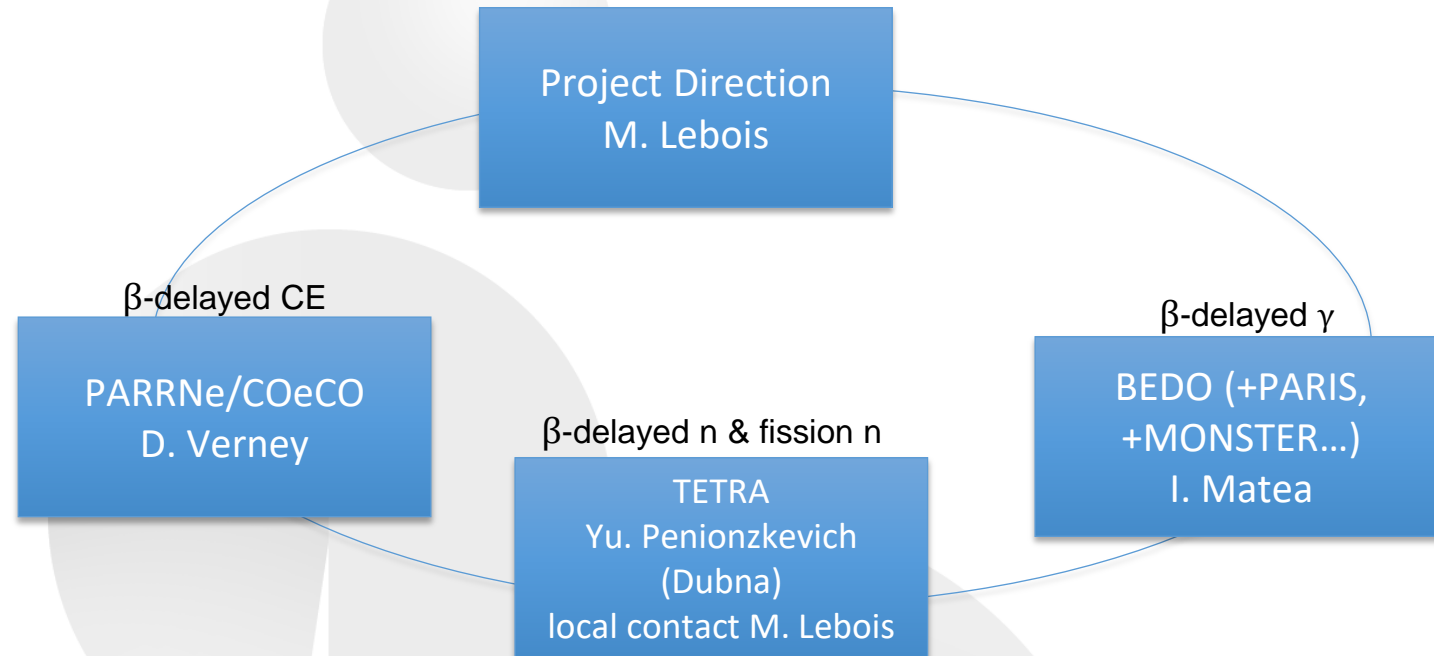 Project Direction
M. Lebois
β-delayed CE
PARRNe/COeCO
D. Verney
β-delayed n & fission n
TETRA
Yu. Penionzkevich
(Dubna)
local contact M. Lebois
β-delayed γ
BEDO (+PARIS,
+MONSTER…)
I. Matea